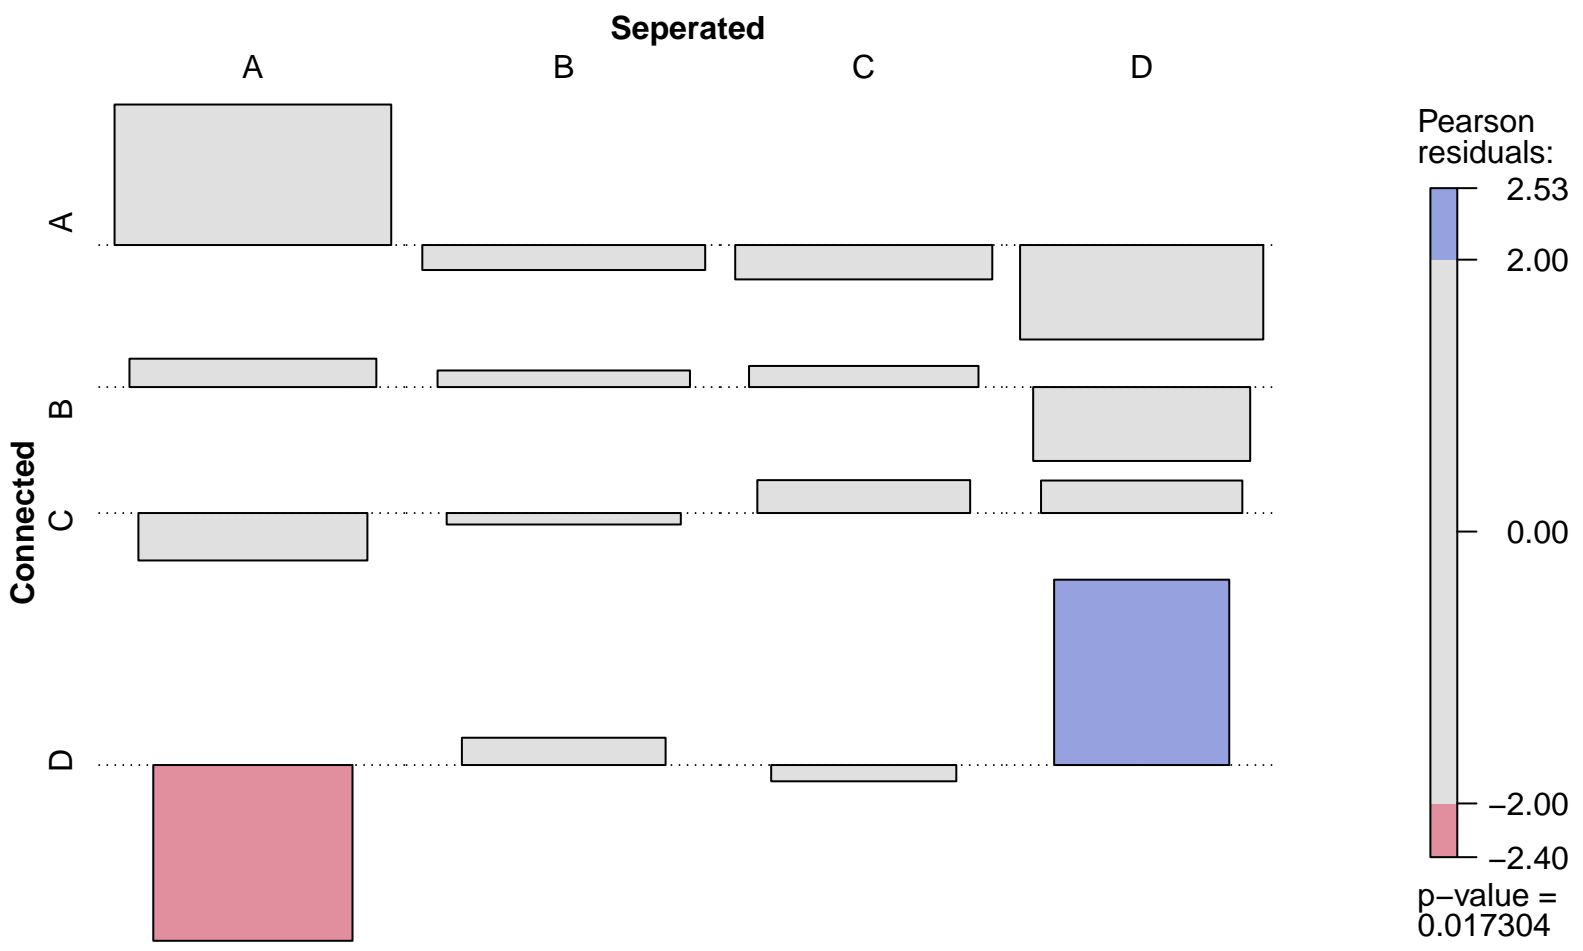 Seperated
A B C D
A
B
C
D
Connected
Pearson
residuals:
2.53
2.00
0.00
−2.00
−2.40
p−value =
0.017304